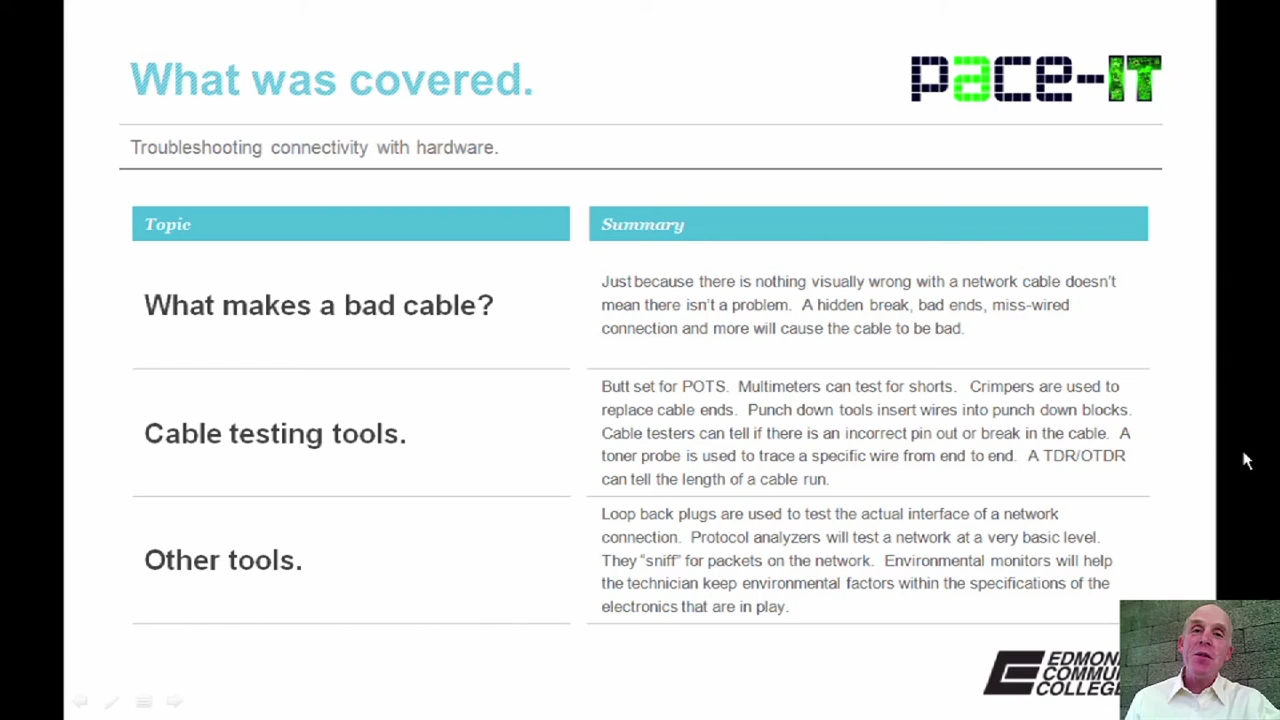 What was covered.
pace-IT
Troubleshooting connectivity with hardware.
Topic
Summary
What makes a bad cable?
Just because there is nothing visually wrong with a network cable doesn't
mean there isn't a problem. A hidden break, bad ends, miss-wired
connection and more will cause the cable to be bad.
Cable testing tools.
Butt set for POTS. Multimeters can test for shorts. Crimpers are used to
replace cable ends. Punch down tools insert wires into punch down blocks.
Cable testers can tell if there is an incorrect pin out or break in the cable. A
toner probe is used to trace a specific wire from end to end. A TDR/OTDR
can tell the length of a cable run.
Other tools.
Loop back plugs are used to test the actual interface of a network
connection. Protocol analyzers will test a network at a very basic level.
They "sniff" for packets on the network. Environmental monitors will help
the technician keep environmental factors within the specifications of the
electronics that are in play.
COLLEGE